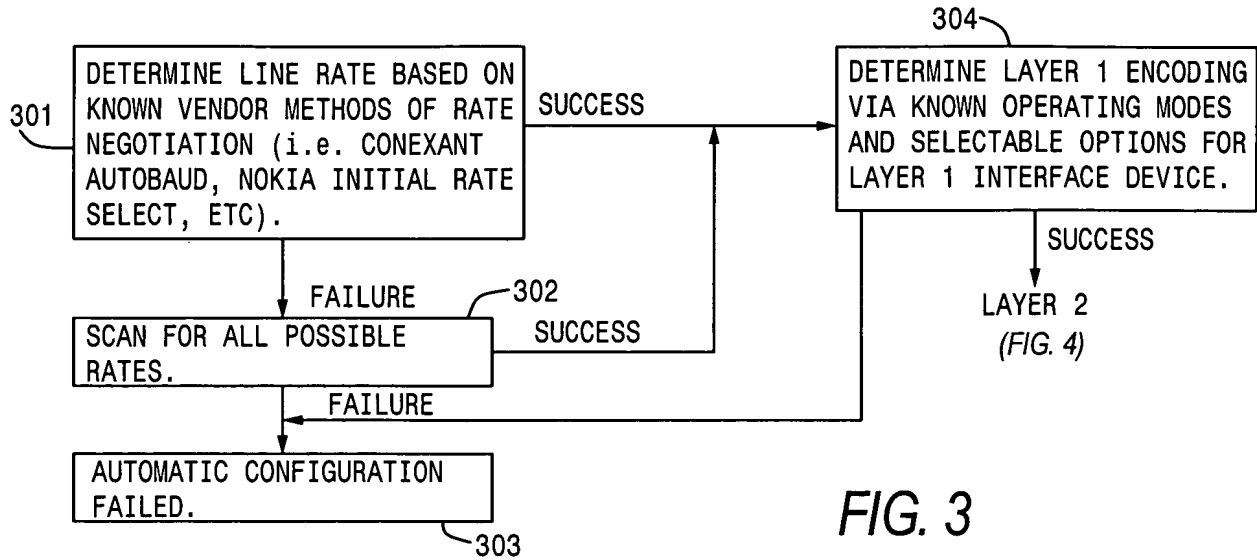 301
DETERMINE LINE RATE BASED ON
KNOWN VENDOR METHODS OF RATE
NEGOTIATION (i.e. CONEXANT
AUTOBAUD, NOKIA INITIAL RATE
SELECT, ETC).
SUCCESS
304
DETERMINE LAYER 1 ENCODING
VIA KNOWN OPERATING MODES
AND SELECTABLE OPTIONS FOR
LAYER 1 INTERFACE DEVICE.
FAILURE
302
SCAN FOR ALL POSSIBLE
RATES.
SUCCESS
SUCCESS
LAYER 2
(FIG. 4)
FAILURE
AUTOMATIC CONFIGURATION
FAILED.
303
FIG. 3